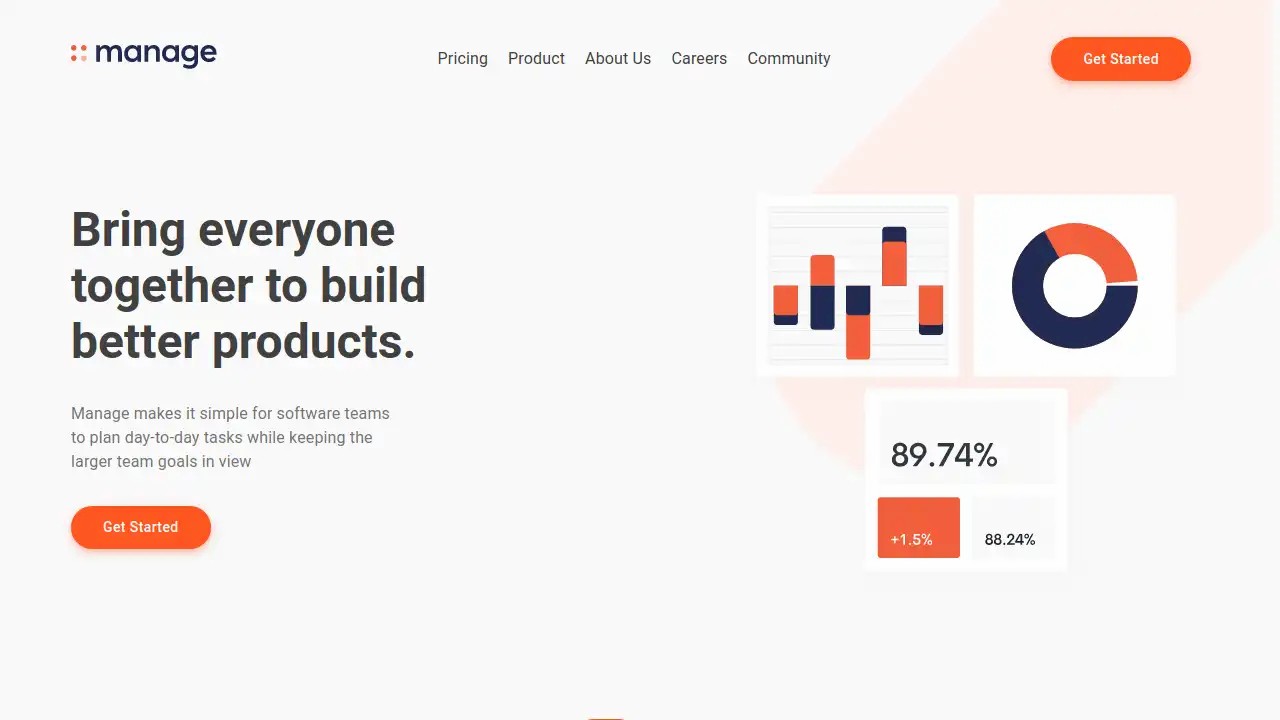 manage
Pricing Product About Us Careers Community
Get Started
Bring everyone
together to build
better products.
Manage makes it simple for software teams
to plan day-to-day tasks while keeping the
larger team goals in view
Get Started
89.74%
+1.5%
88.24%